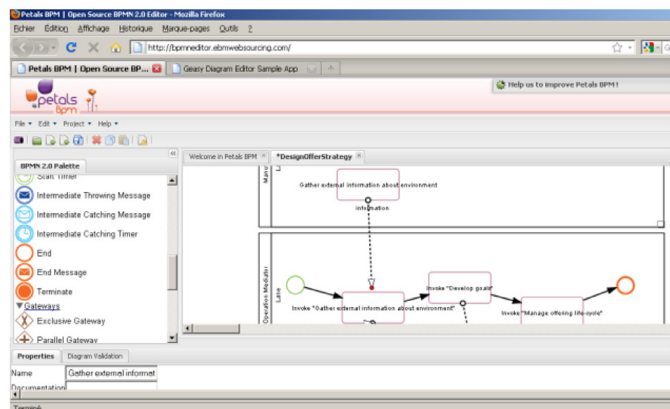 Petals BPM | Open Source BPMN 2.0 Editor - Mozilla Firefox
Fichier Édition Affichage Historique Marque-pages Outils ?
http://bpmneditor.ebmwebsourcing.com/
Petals BPM | Open Source BP...
Geasy Diagram Editor Sample App
Help us to improve Petals BPM !
Petals
BPM
File Edit Project Help
Welcome in Petals BPM
*DesignOfferStrategy
BPMN 2.0 Palette
Start Timer
Intermediate Throwing Message
Intermediate Catching Message
Intermediate Catching Timer
End
End Message
Terminate
Gateways
Exclusive Gateway
Parallel Gateway
Gather external information about environment
information
Operation Mediator
Lane
Invoke "Gather external information about environment"
Invoke "Develop goals"
Invoke "Manage offering life-cycle"
Properties
Diagram Validation
Name
Gather external informat
Documentation
Terminé